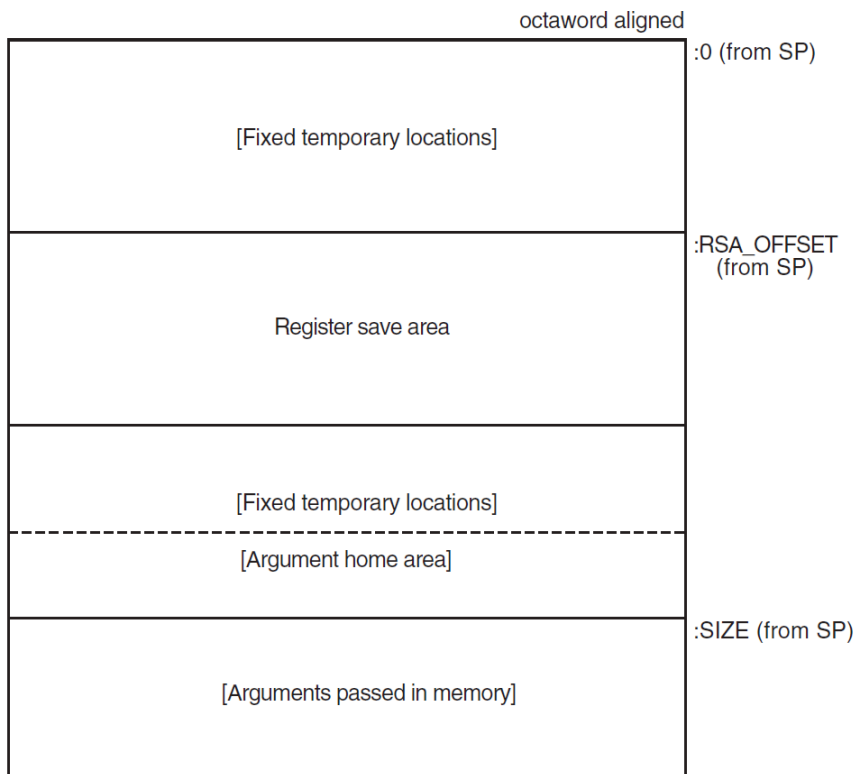 octaword aligned
:0 (from SP)
[Fixed temporary locations]
:RSA_OFFSET
(from SP)
Register save area
[Fixed temporary locations]
[Argument home area]
:SIZE (from SP)
[Arguments passed in memory]